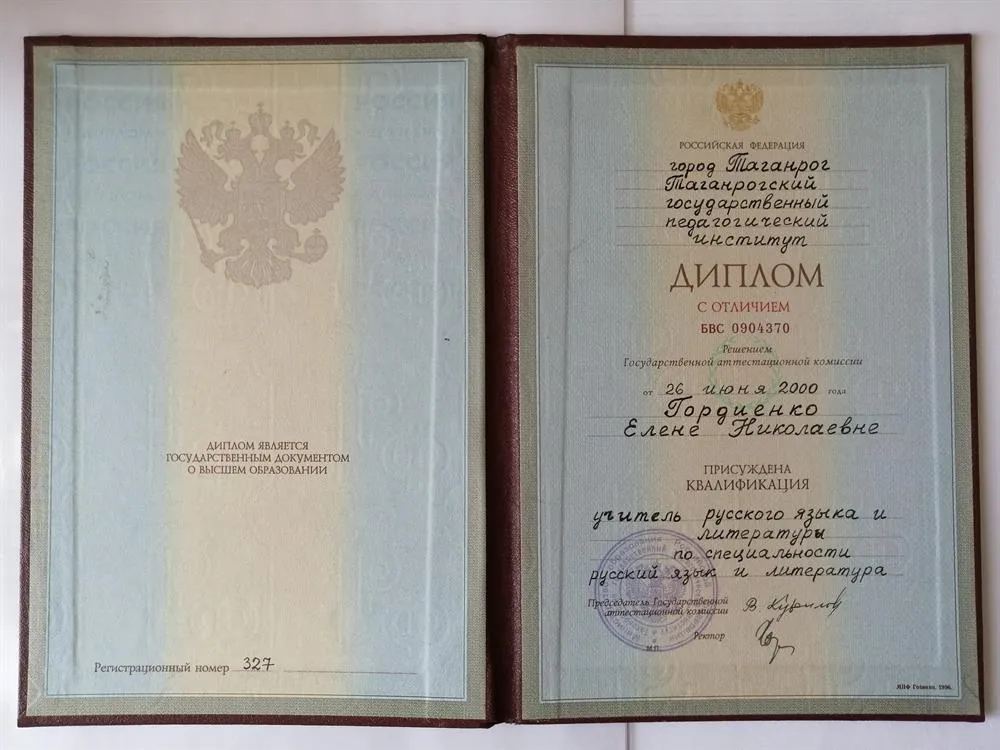 ДИПЛОМ ЯВЛЯЕТСЯ
ГОСУДАРСТВЕННЫМ ДОКУМЕНТОМ
О ВЫСШЕМ ОБРАЗОВАНИИ
Регистрационный номер 327
РОССИЙСКАЯ ФЕДЕРАЦИЯ
город Таганрог
Таганрогский
государственный
педагогический
институт
ДИПЛОМ
С ОТЛИЧИЕМ
БВС 0904370
Решением
Государственной аттестационной комиссии
от 26 июня 2000 года
Гордиенко
Елене Николаевне
ПРИСУЖДЕНА
КВАЛИФИКАЦИЯ
учитель русского языка и
литературы
по специальности
русский язык и литература
Председатель Государственной
аттестационной комиссии В. Курилов
Ректор
М.П.
1996.